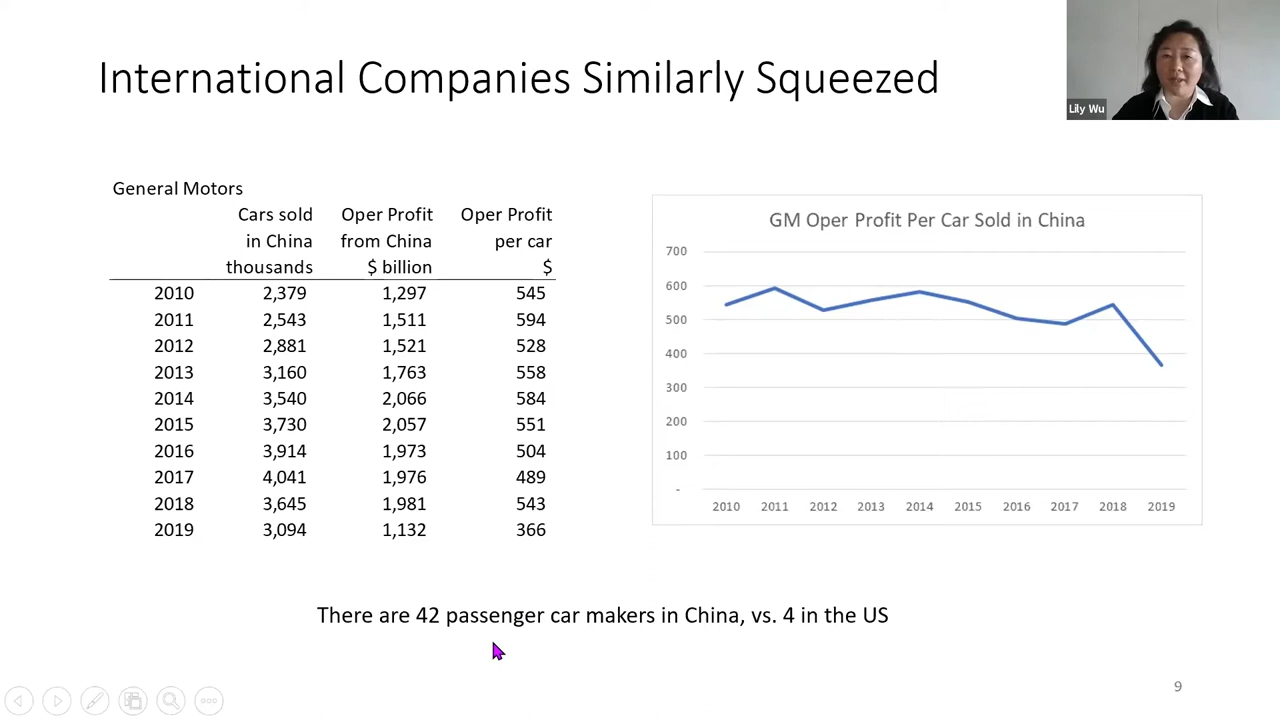 International Companies Similarly Squeezed
Lily Wu
General Motors
Cars sold Oper Profit Oper Profit
in China from China per car
thousands $ billion $
2010 2,379 1,297 545
2011 2,543 1,511 594
2012 2,881 1,521 528
2013 3,160 1,763 558
2014 3,540 2,066 584
2015 3,730 2,057 551
2016 3,914 1,973 504
2017 4,041 1,976 489
2018 3,645 1,981 543
2019 3,094 1,132 366
GM Oper Profit Per Car Sold in China
700
600
500
400
300
200
100
-
2010 2011 2012 2013 2014 2015 2016 2017 2018 2019
There are 42 passenger car makers in China, vs. 4 in the US
9